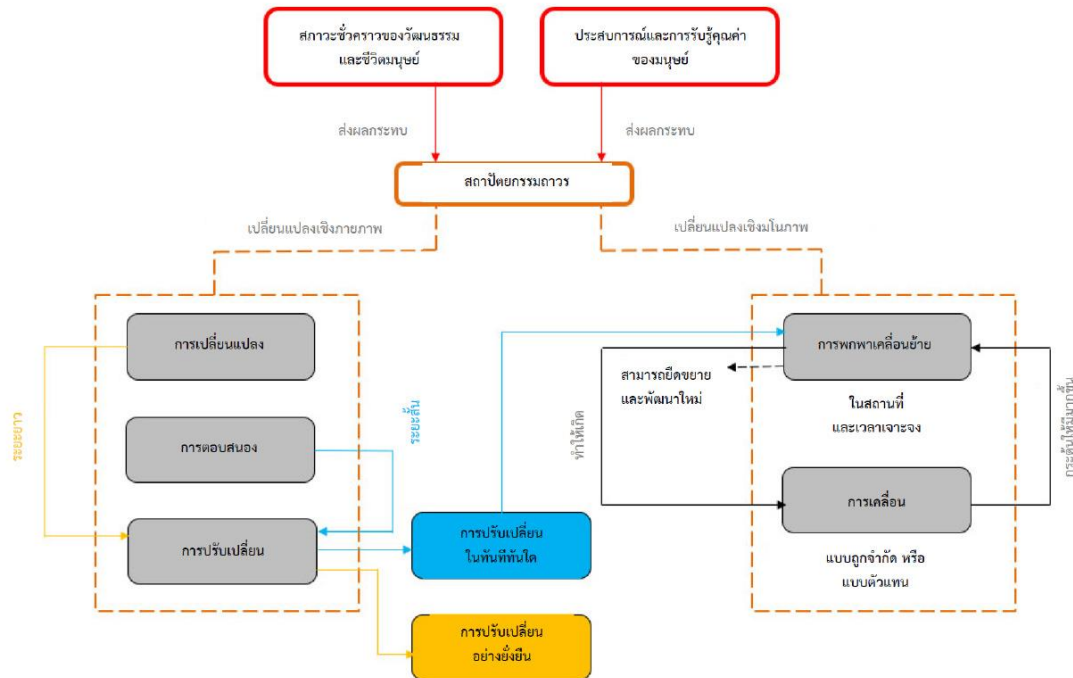 สภาวะชั่วคราวของวัฒนธรรม
และชีวิตมนุษย์
ประสบการณ์และการรับรู้คุณค่า
ของมนุษย์
ส่งผลกระทบ
ส่งผลกระทบ
สถาปัตยกรรมถาวร
เปลี่ยนแปลงเชิงกายภาพ
เปลี่ยนแปลงเชิงมโนภาพ
การเปลี่ยนแปลง
การตอบสนอง
การปรับเปลี่ยน
ระยะยาว
ระยะสั้น
การปรับเปลี่ยน
ในทันทีทันใด
การปรับเปลี่ยน
อย่างยั่งยืน
การพกพาเคลื่อนย้าย
สามารถยืดขยาย
และพัฒนาใหม่
ในสถานที่
และเวลาเจาะจง
ทำให้เกิด
การเคลื่อน
แบบถูกจำกัด หรือ
แบบตัวแทน
กระตุ้นให้มีมากขึ้น